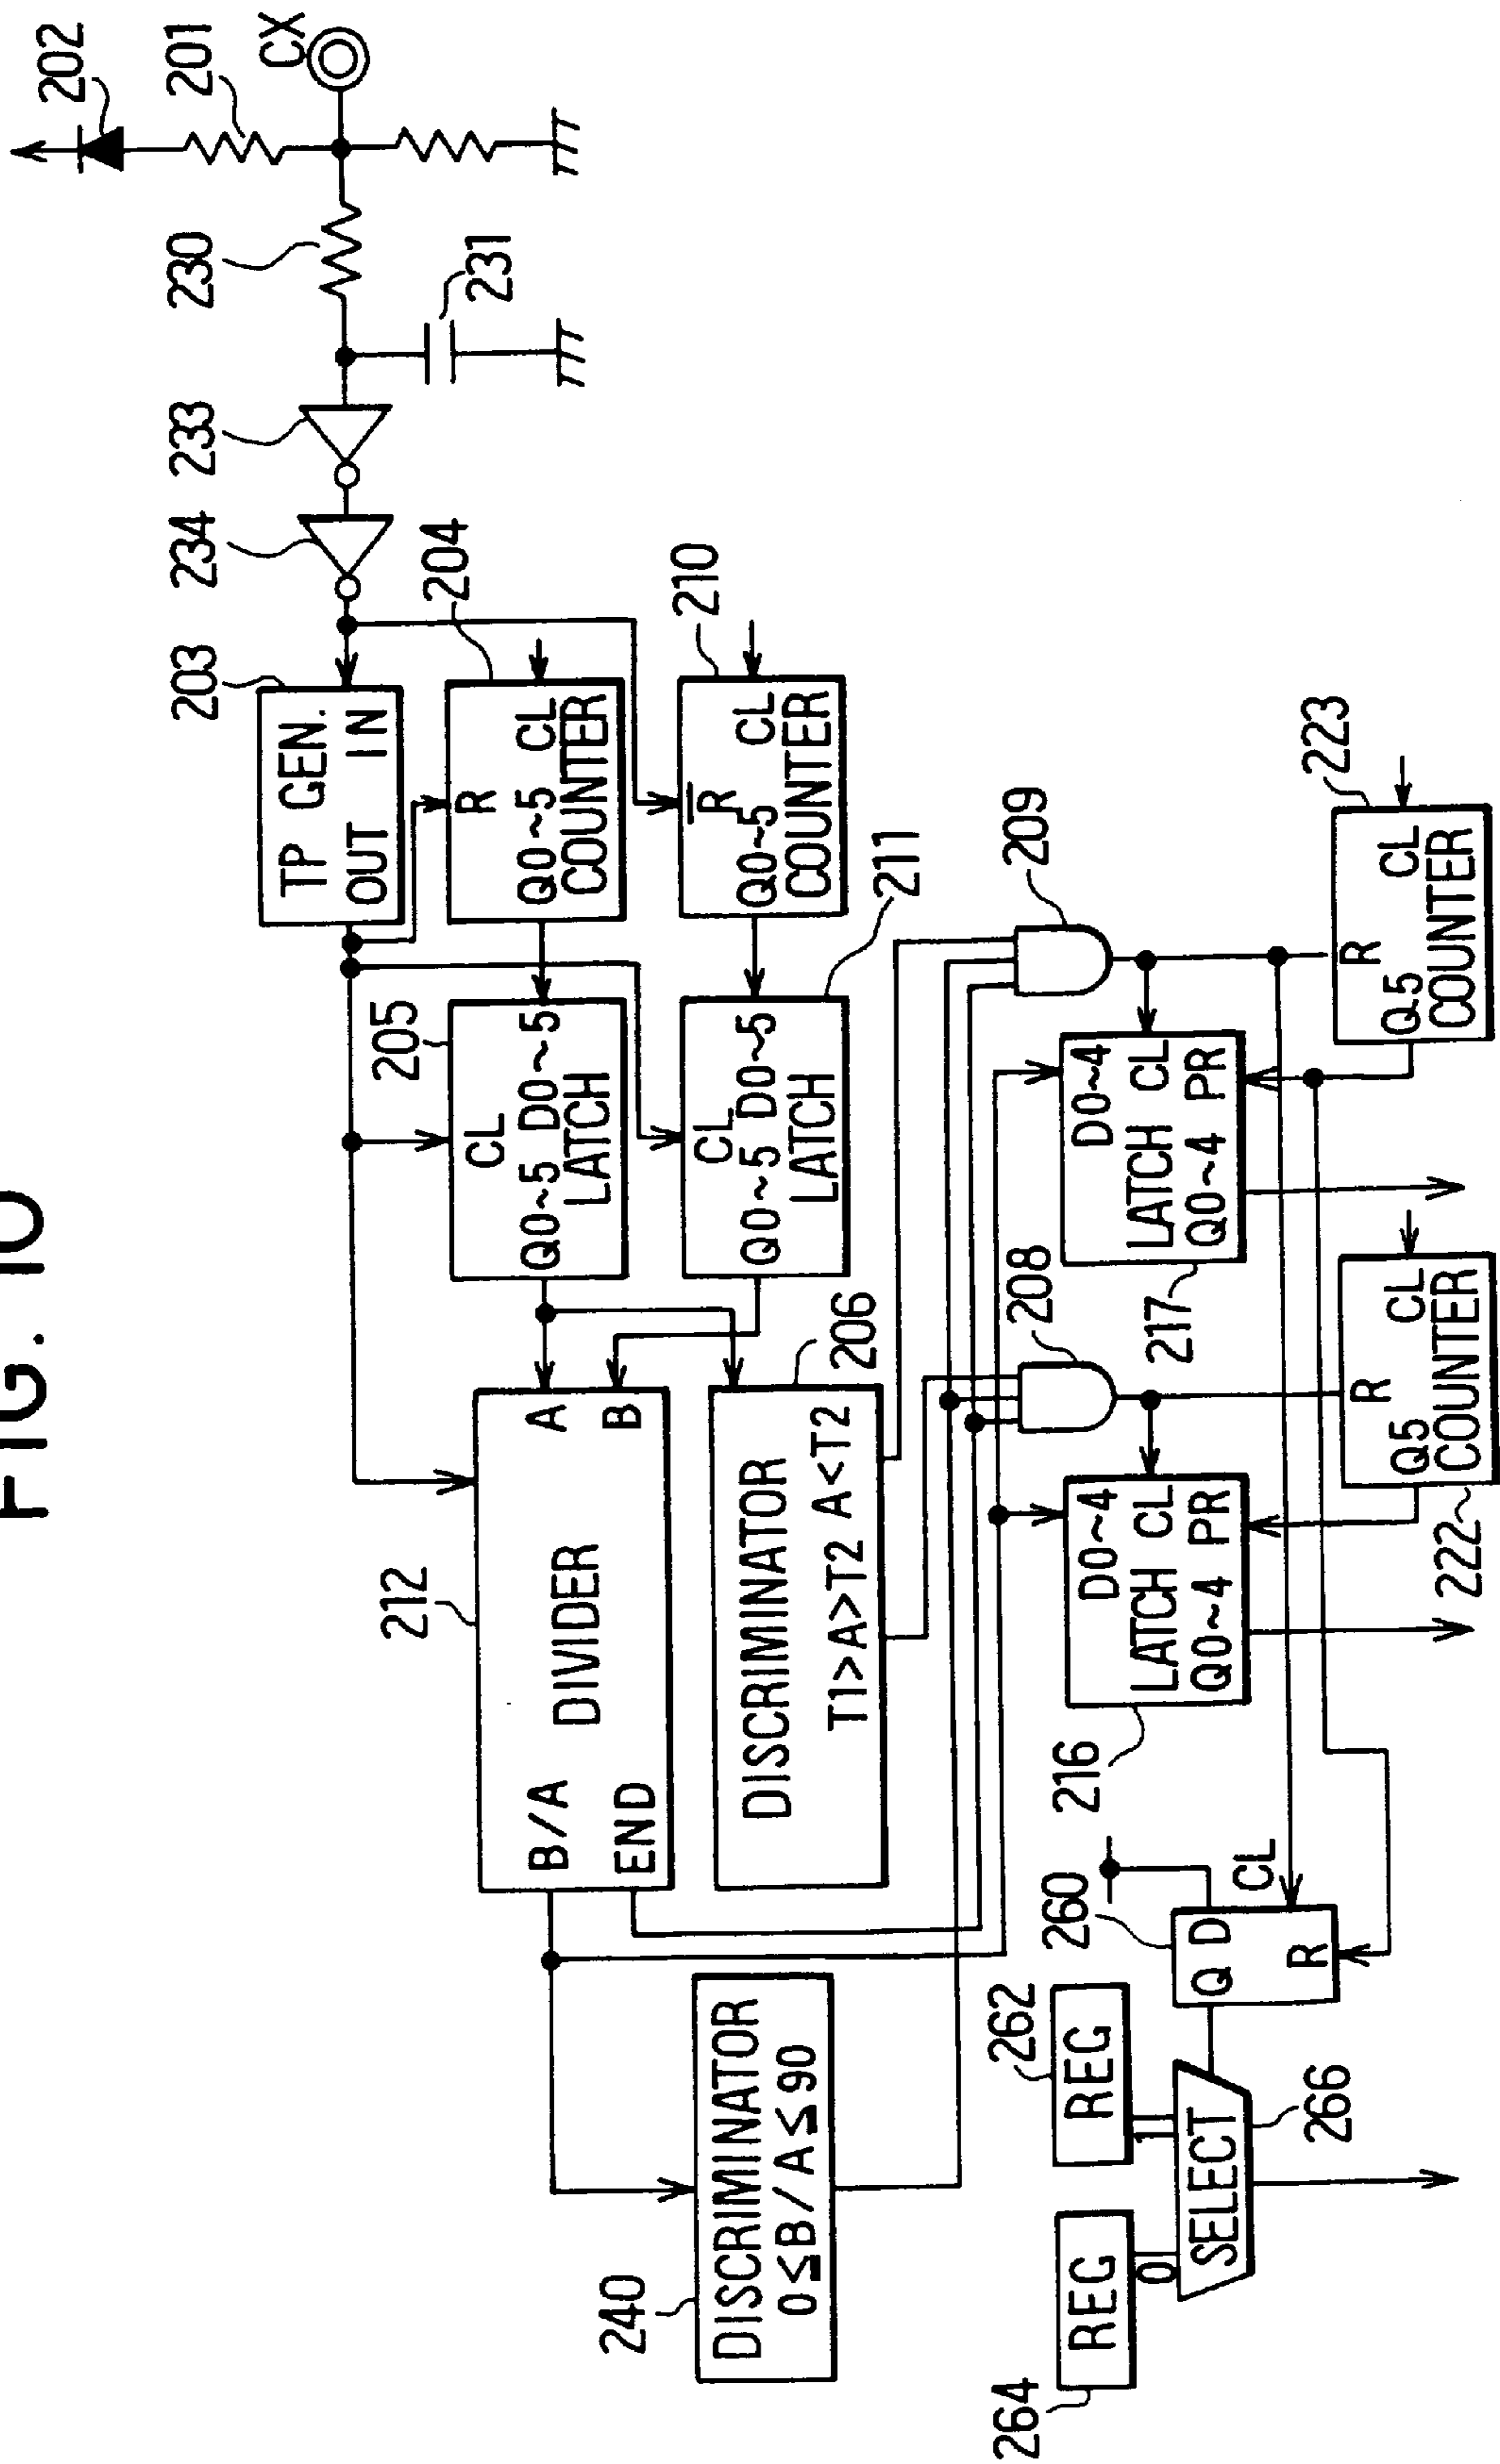 FIG. 10
202
201
CX
230
231
233
234
203
TP GEN.
OUT IN
204
R
Q0~5 CL
COUNTER
210
R̅
Q0~5 CL
COUNTER
205
CL
Q0~5 D0~5
LATCH
211
CL
Q0~5 D0~5
LATCH
212
B/A
A
DIVIDER
END
B
206
DISCRIMINATOR
T1>A>T2 A<T2
240
DISCRIMINATOR
0≦B/A≦90
208
209
216
D0~4
LATCH CL
Q0~4 PR
217
D0~4
LATCH CL
Q0~4 PR
222
R
Q5 CL
COUNTER
223
R
Q5 CL
COUNTER
260
Q D
CL
R
262
REG
264
REG
0
1
SELECT
266